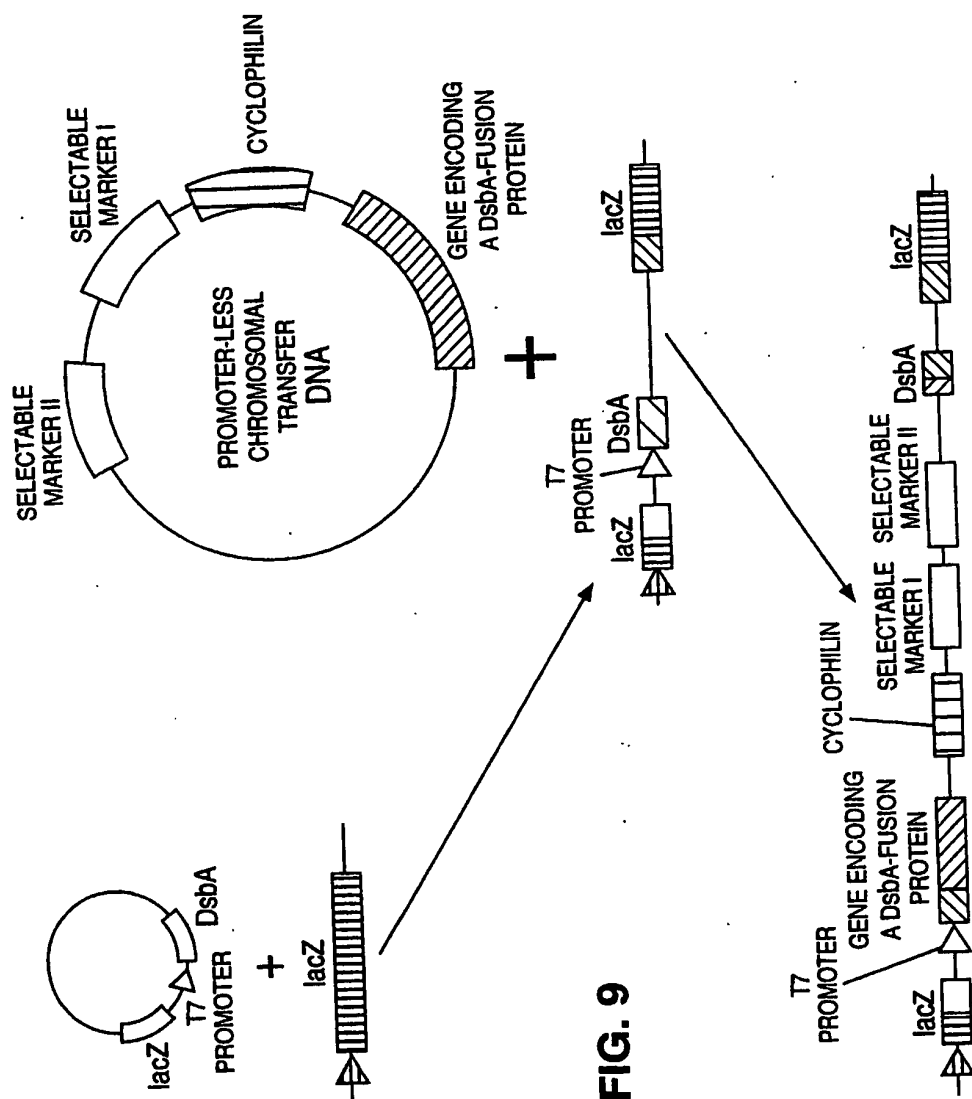 lacZ
T7
PROMOTER
DsbA
+
lacZ
SELECTABLE
MARKER II
SELECTABLE
MARKER I
CYCLOPHILIN
PROMOTER-LESS
CHROMOSOMAL
TRANSFER
DNA
GENE ENCODING
A DsbA-FUSION
PROTEIN
+
lacZ
T7
PROMOTER
DsbA
lacZ
FIG. 9
lacZ
T7
PROMOTER
GENE ENCODING
A DsbA-FUSION
PROTEIN
CYCLOPHILIN
SELECTABLE
MARKER I
SELECTABLE
MARKER II
DsbA
lacZ